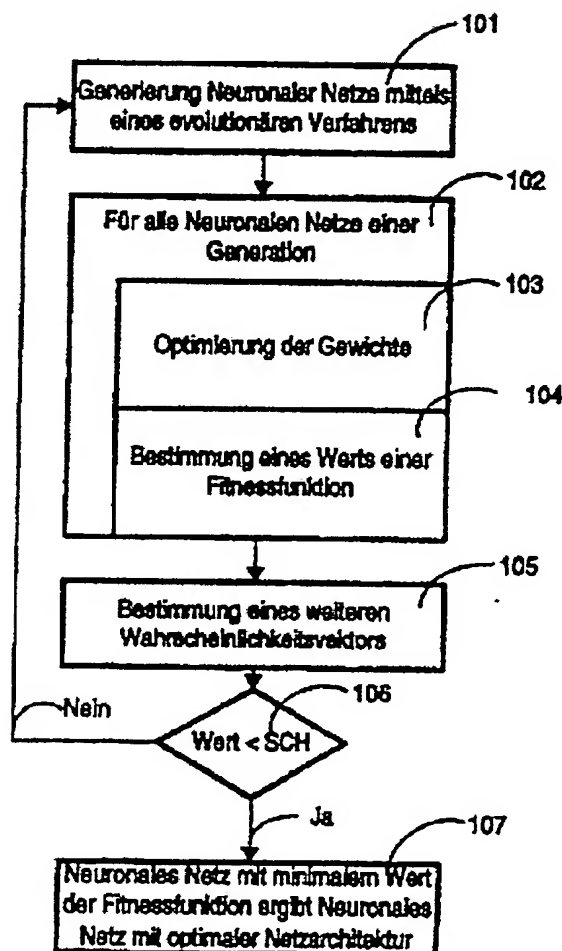 101
Generierung Neuronaler Netze mittels
eines evolutionären Verfahrens
102
Für alle Neuronalen Netze einer
Generation
103
Optimierung der Gewichte
104
Bestimmung eines Werts einer
Fitnessfunktion
105
Bestimmung eines weiteren
Wahrscheinlichkeitsvektors
106
Nein
Wert < SCH
Ja
107
Neuronales Netz mit minimalem Wert
der Fitnessfunktion ergibt Neuronales
Netz mit optimaler Netzarchitektur